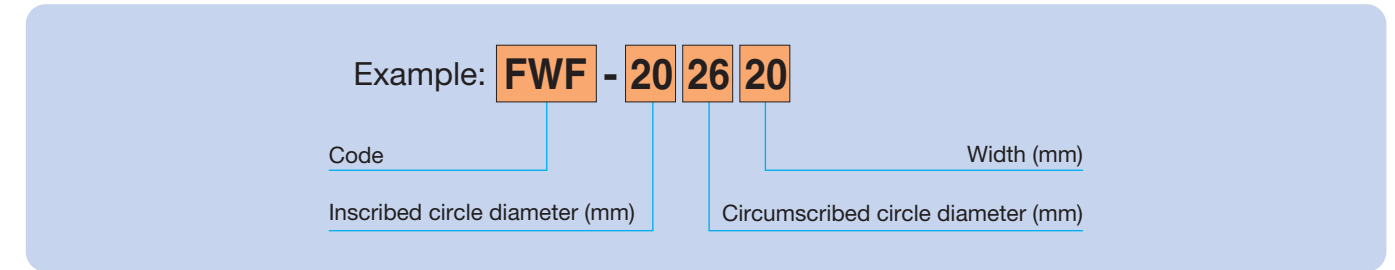 Example: FWF - 20 26 20
Code
Width (mm)
Inscribed circle diameter (mm)
Circumscribed circle diameter (mm)